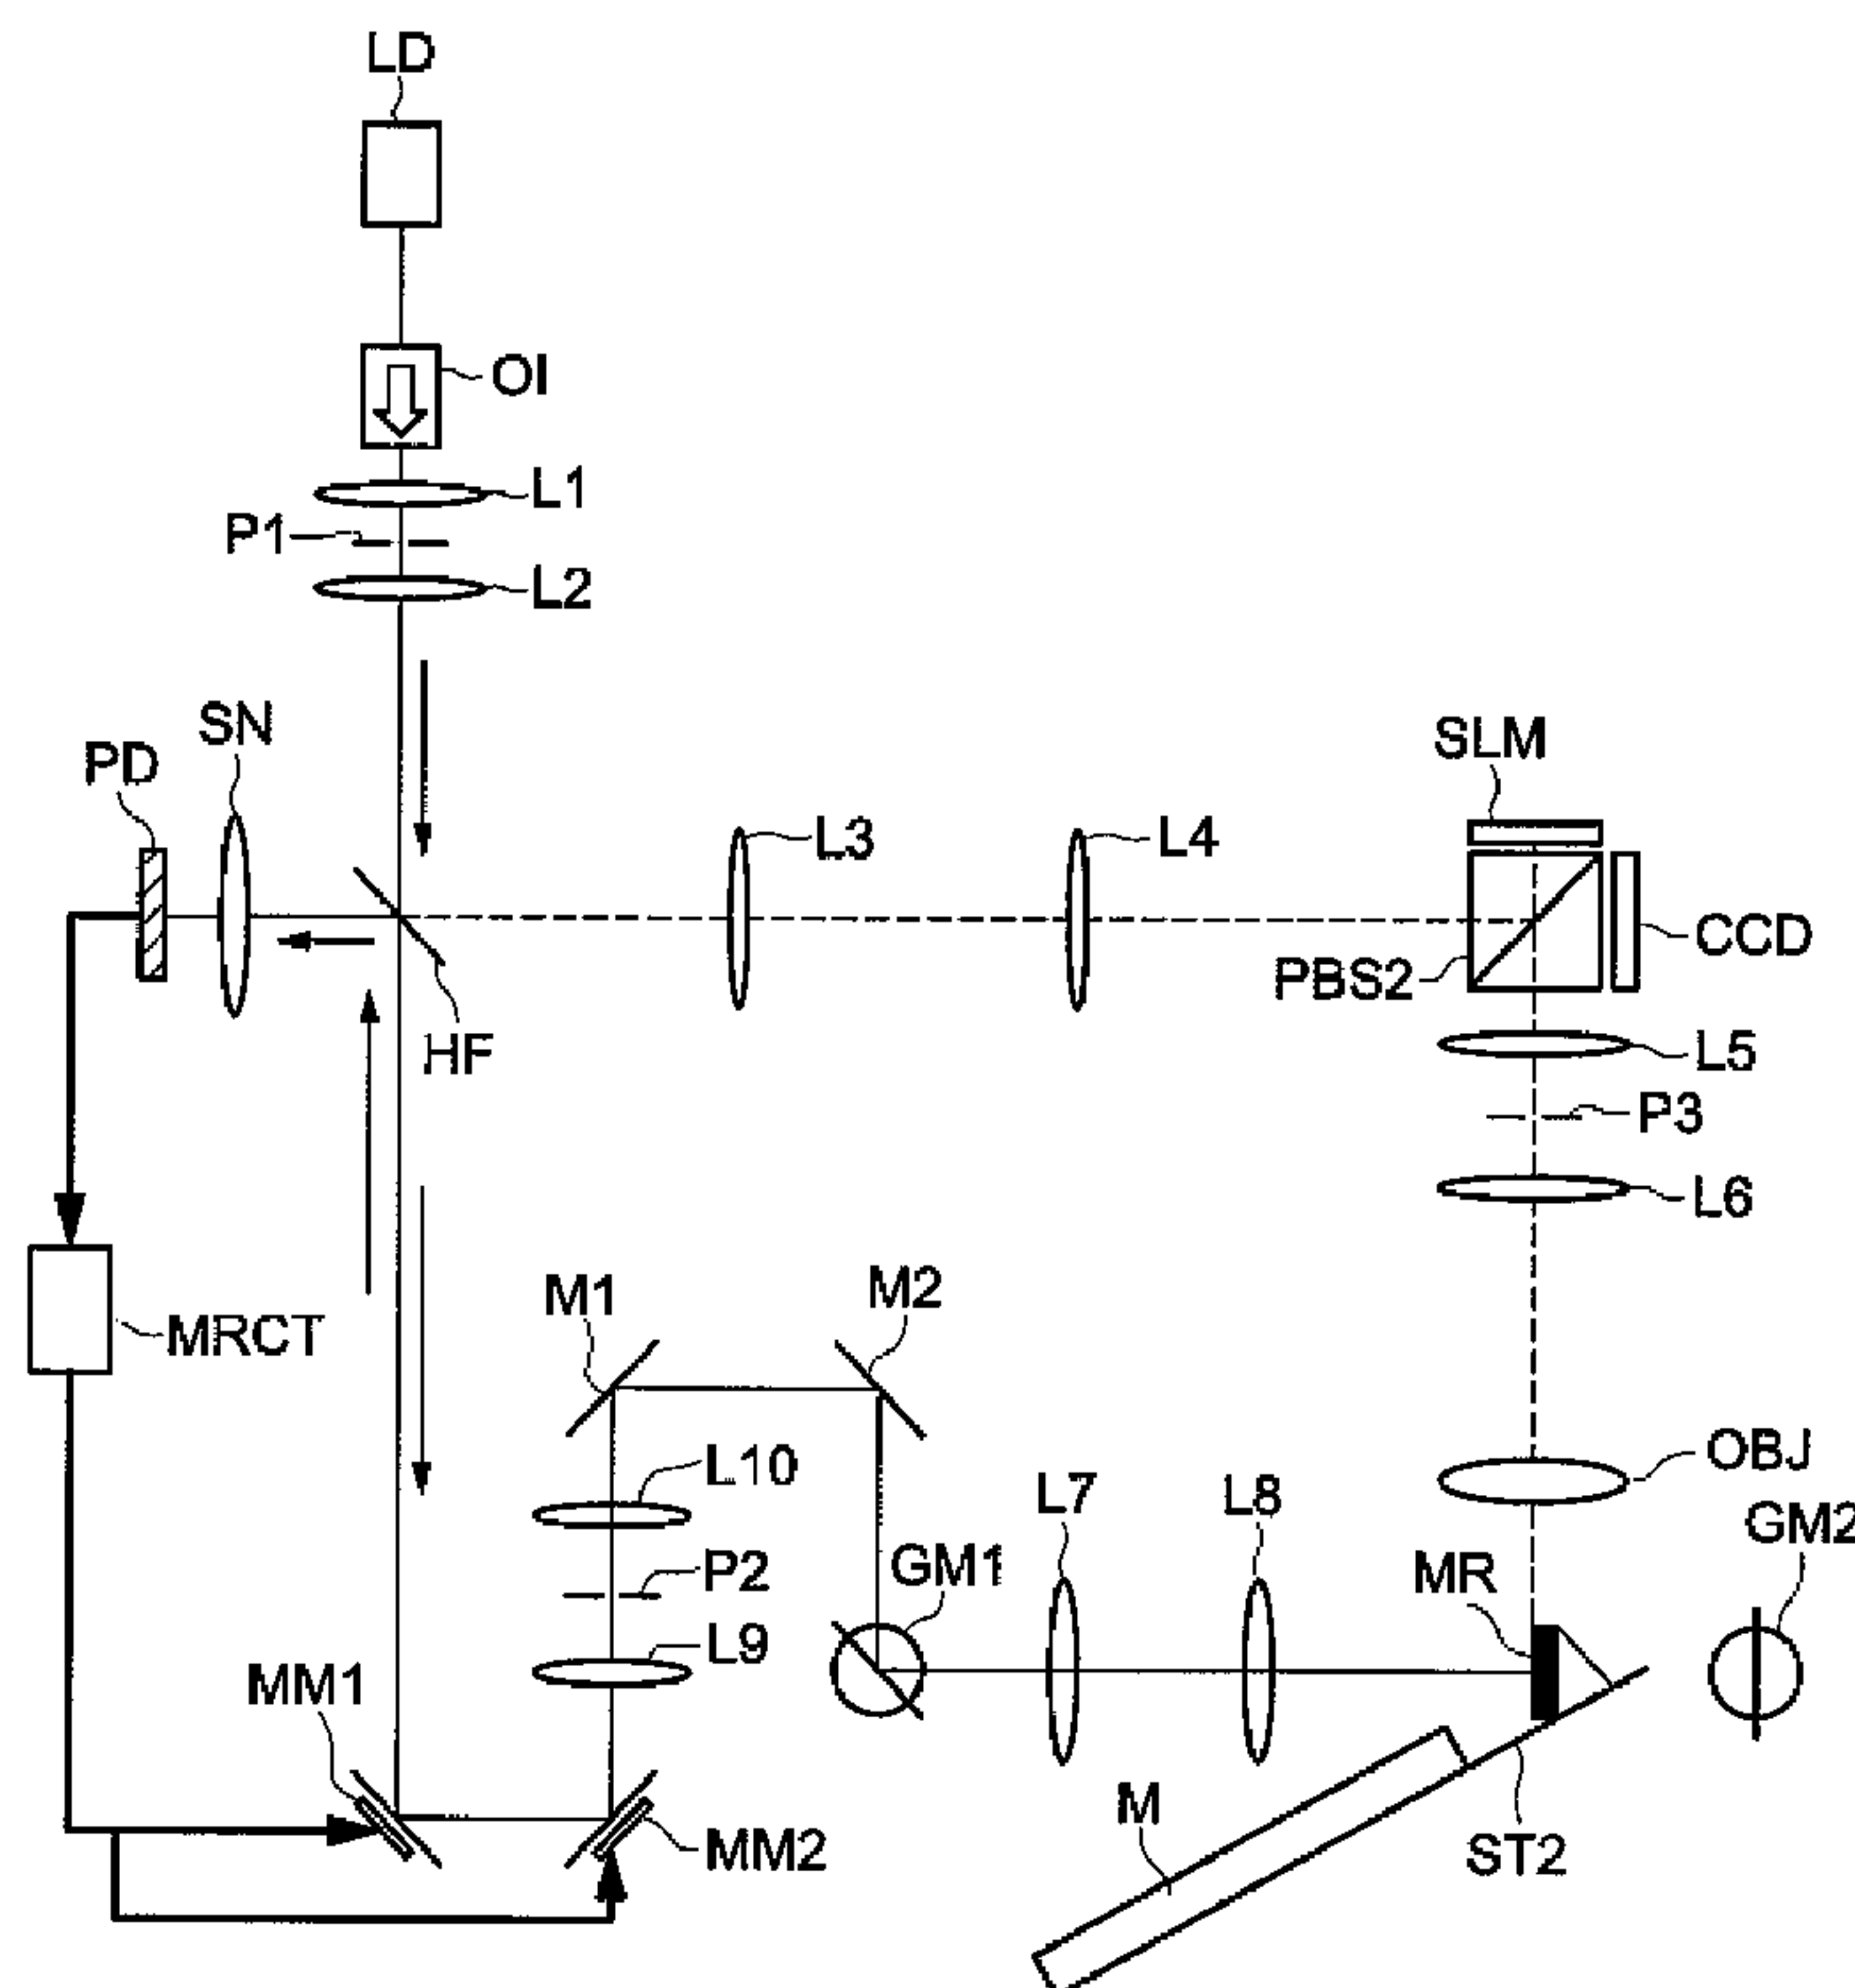 LD
OI
L1
P1
L2
SN
PD
SLM
L3
L4
CCD
PBS2
HF
L5
P3
L6
M1
M2
MRCT
L10
OBJ
L7
L8
GM2
P2
GM1
MR
L9
MM1
M
MM2
ST2